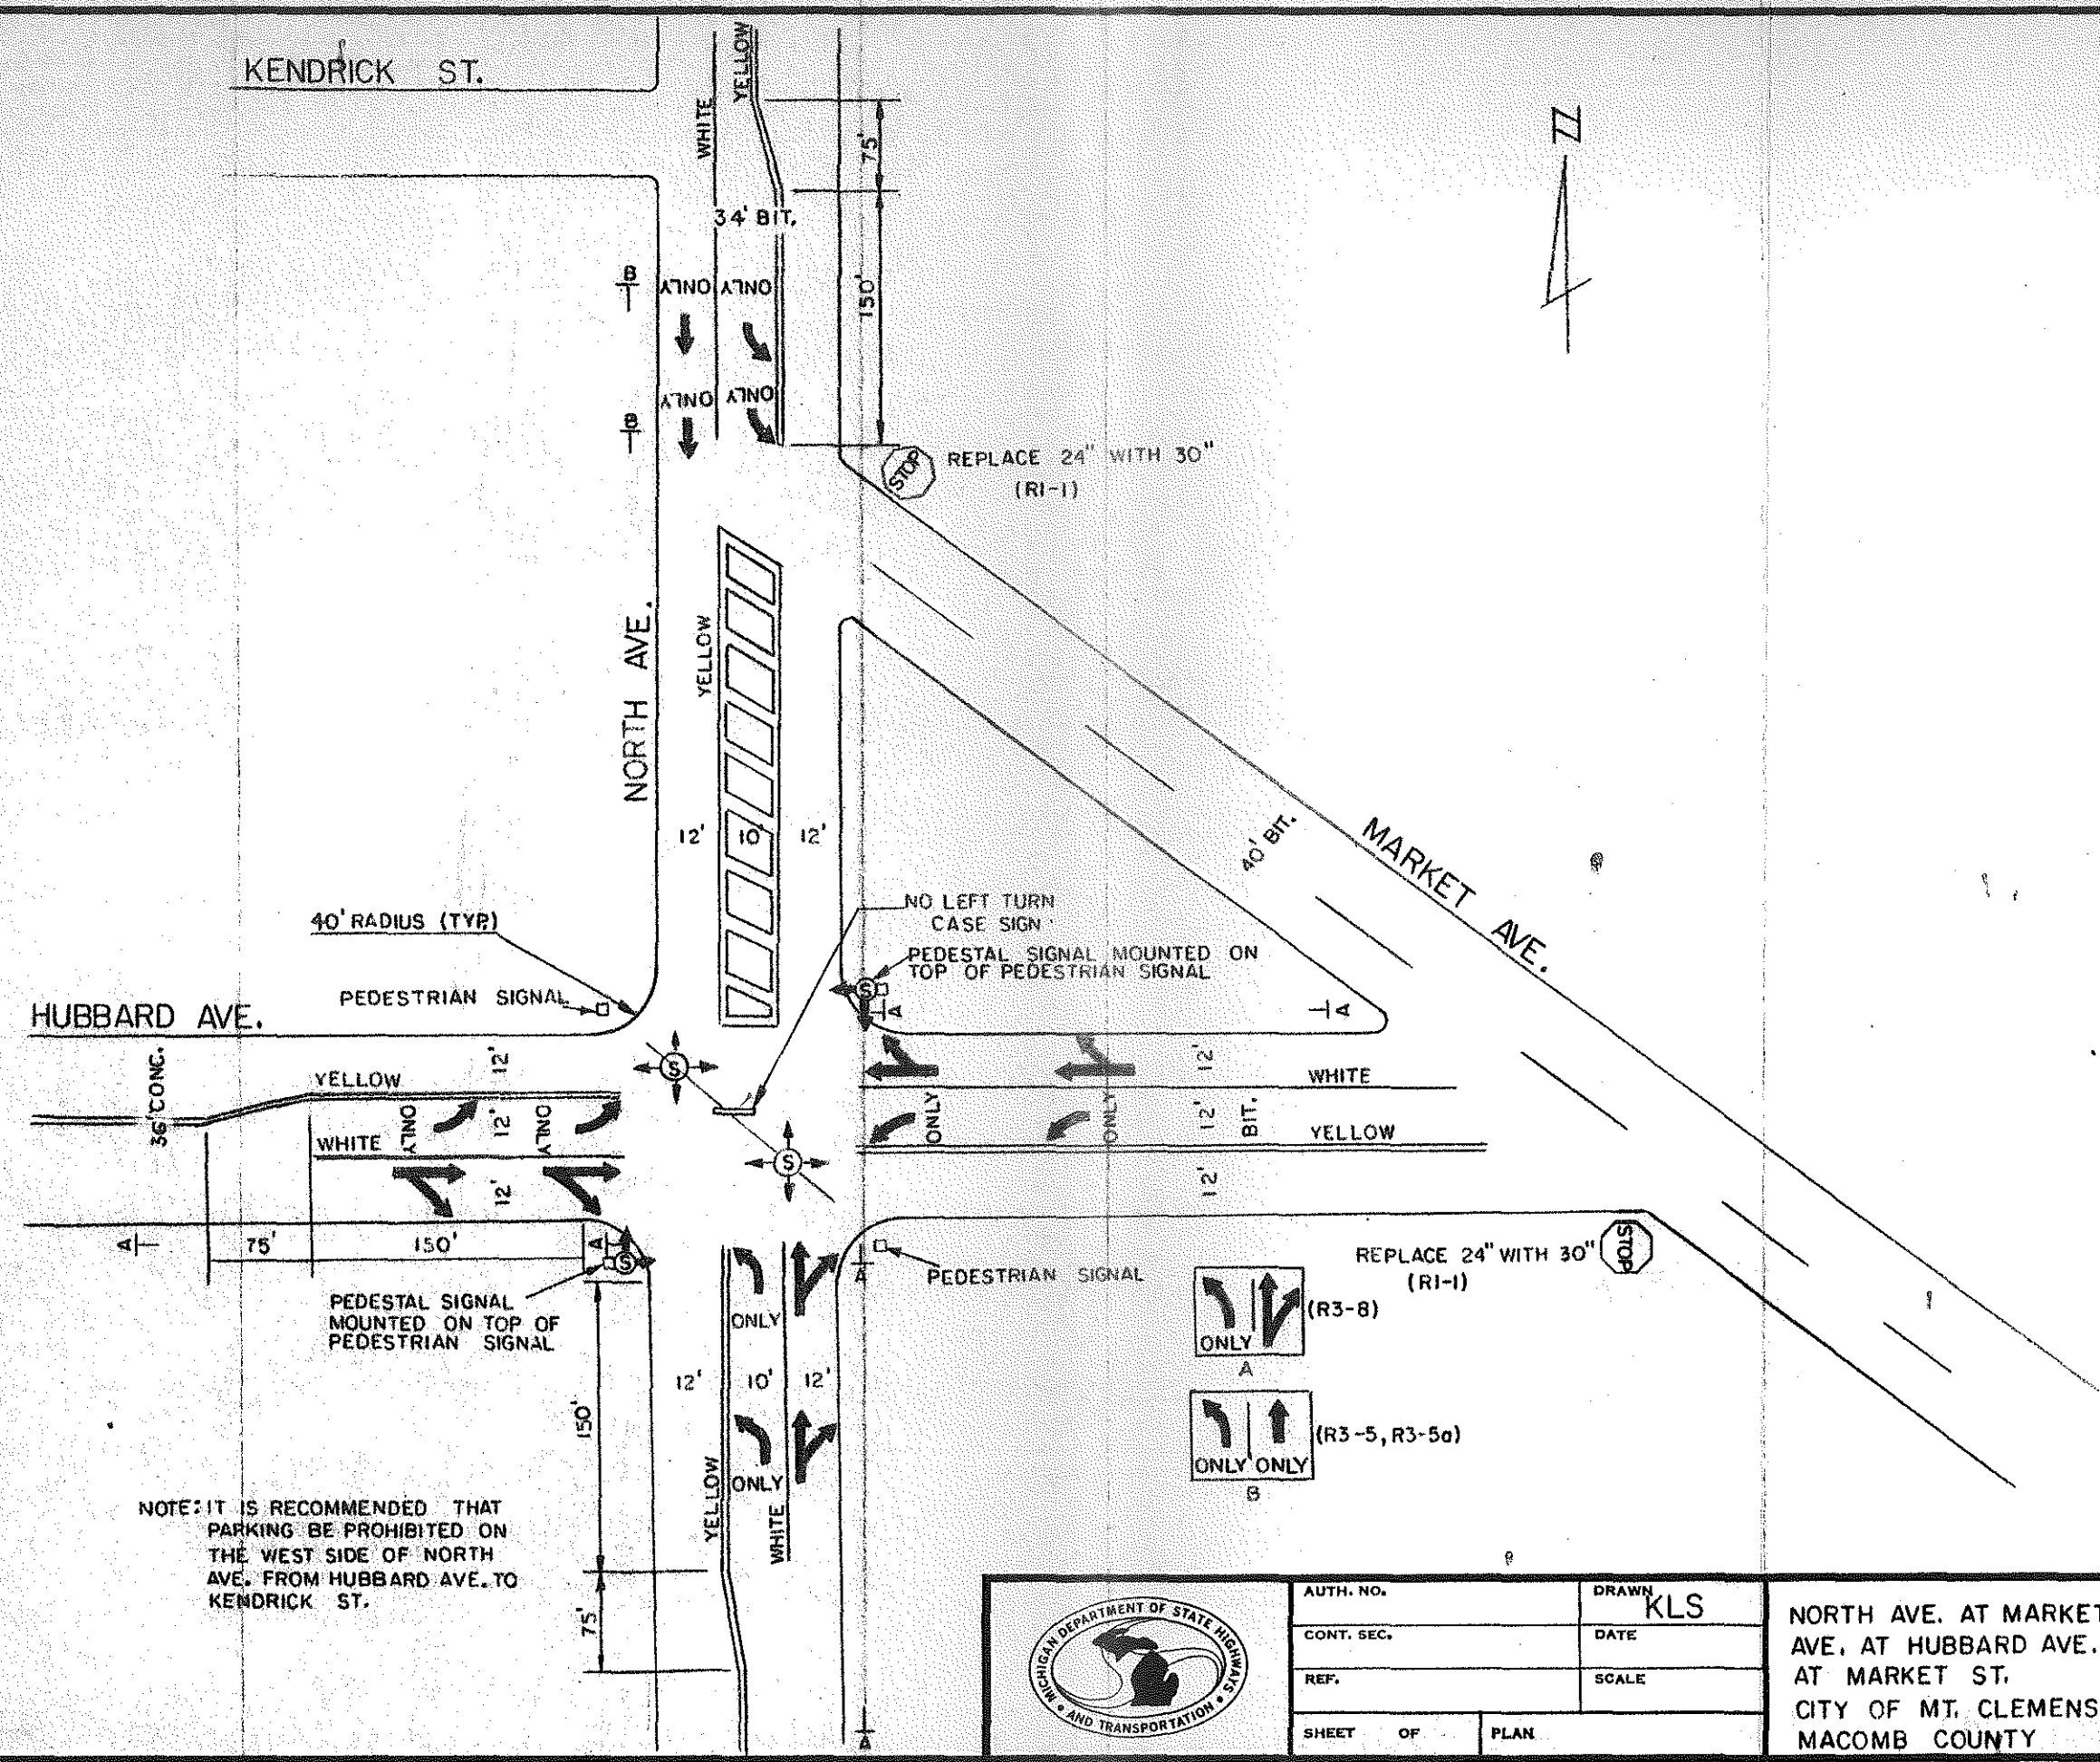 KENDRICK ST.
WHITE
YELLOW
75'
34' BIT.
150'
B
ONLY ONLY
B
ONLY ONLY
STOP
REPLACE 24" WITH 30"
(R1-1)
N
NORTH AVE.
YELLOW
12' 10' 12'
40' BIT.
MARKET AVE.
NO LEFT TURN
CASE SIGN
PEDESTAL SIGNAL MOUNTED ON
TOP OF PEDESTRIAN SIGNAL
40' RADIUS (TYP.)
PEDESTRIAN SIGNAL
HUBBARD AVE.
S
A
A
36' CONC.
YELLOW
12'
S
12'
WHITE
WHITE
ONLY
12'
ONLY
ONLY
ONLY
12'
BIT.
YELLOW
12'
S
12'
A
75'
150'
A
S
PEDESTAL SIGNAL
MOUNTED ON TOP OF
PEDESTRIAN SIGNAL
A
PEDESTRIAN SIGNAL
REPLACE 24" WITH 30"
(R1-1)
STOP
ONLY
ONLY
(R3-8)
A
12' 10' 12'
150'
ONLY
YELLOW
WHITE
ONLY ONLY
(R3-5, R3-5a)
B
NOTE: IT IS RECOMMENDED THAT
PARKING BE PROHIBITED ON
THE WEST SIDE OF NORTH
AVE. FROM HUBBARD AVE. TO
KENDRICK ST.
75'
A
MICHIGAN DEPARTMENT OF STATE HIGHWAYS
AND TRANSPORTATION
AUTH. NO.
DRAWN KLS
CONT. SEC.
DATE
REF.
SCALE
SHEET OF
PLAN
NORTH AVE. AT MARKET
AVE. AT HUBBARD AVE.
AT MARKET ST.
CITY OF MT. CLEMENS
MACOMB COUNTY